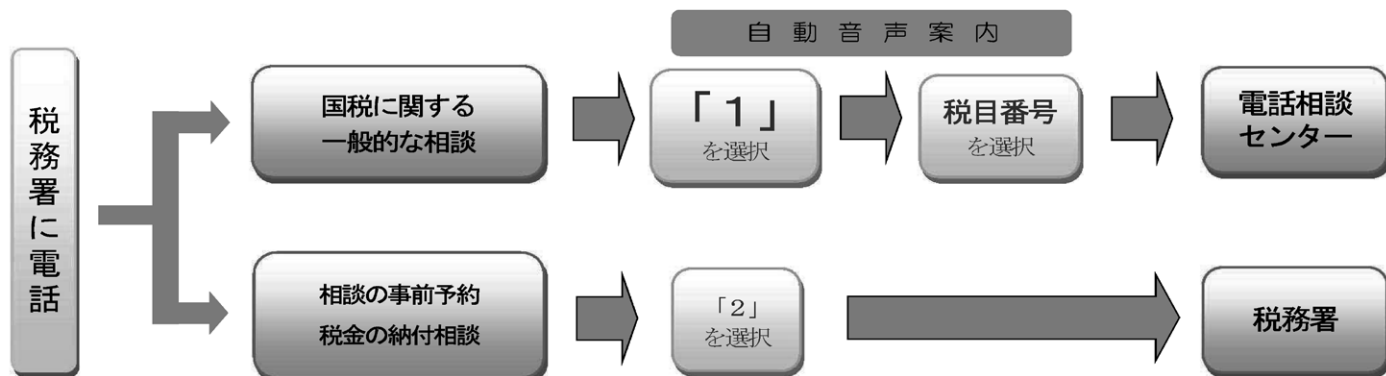 自動音声案内
税務署に電話
国税に関する
一般的な相談
「1」
を選択
税目番号
を選択
電話相談
センター
相談の事前予約
税金の納付相談
「2」
を選択
税務署